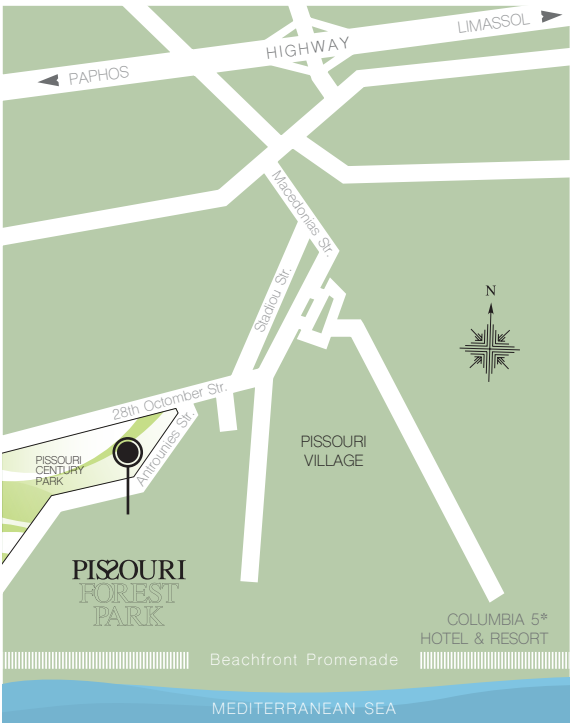 LIMASSOL
HIGHWAY
PAPHOS
Macedonias Str.
Stadiou Str.
N
28th Octomber Str.
Antrounies Str.
PISSOURI
VILLAGE
PISSOURI
CENTURY
PARK
PISSOURI
FOREST
PARK
COLUMBIA 5*
HOTEL & RESORT
Beachfront Promenade
MEDITERRANEAN SEA